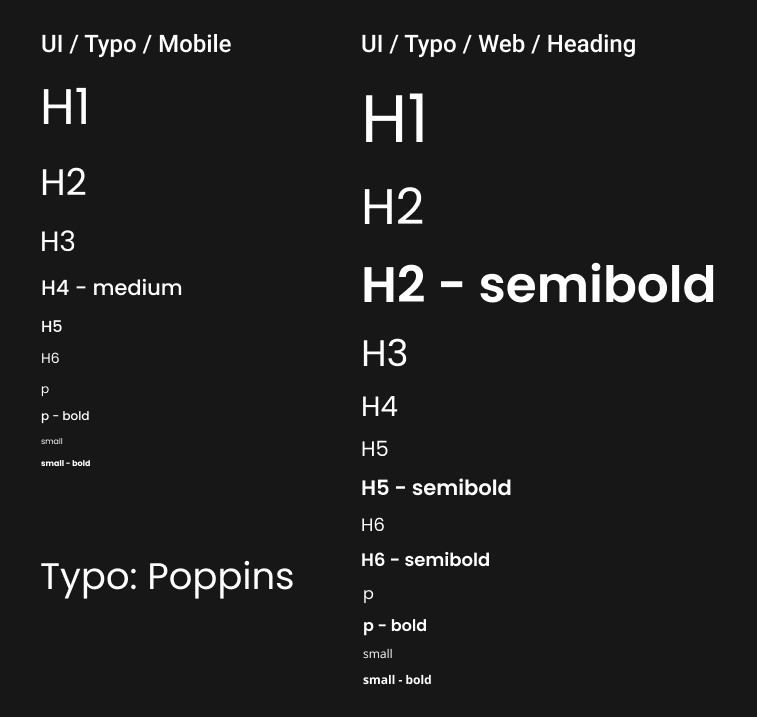 UI / Typo / Mobile
H1
H2
H3
H4 - medium
H5
H6
p
p - bold
small
small - bold
Typo: Poppins
UI / Typo / Web / Heading
H1
H2
H2 - semibold
H3
H4
H5
H5 - semibold
H6
H6 - semibold
p
p - bold
small
small - bold